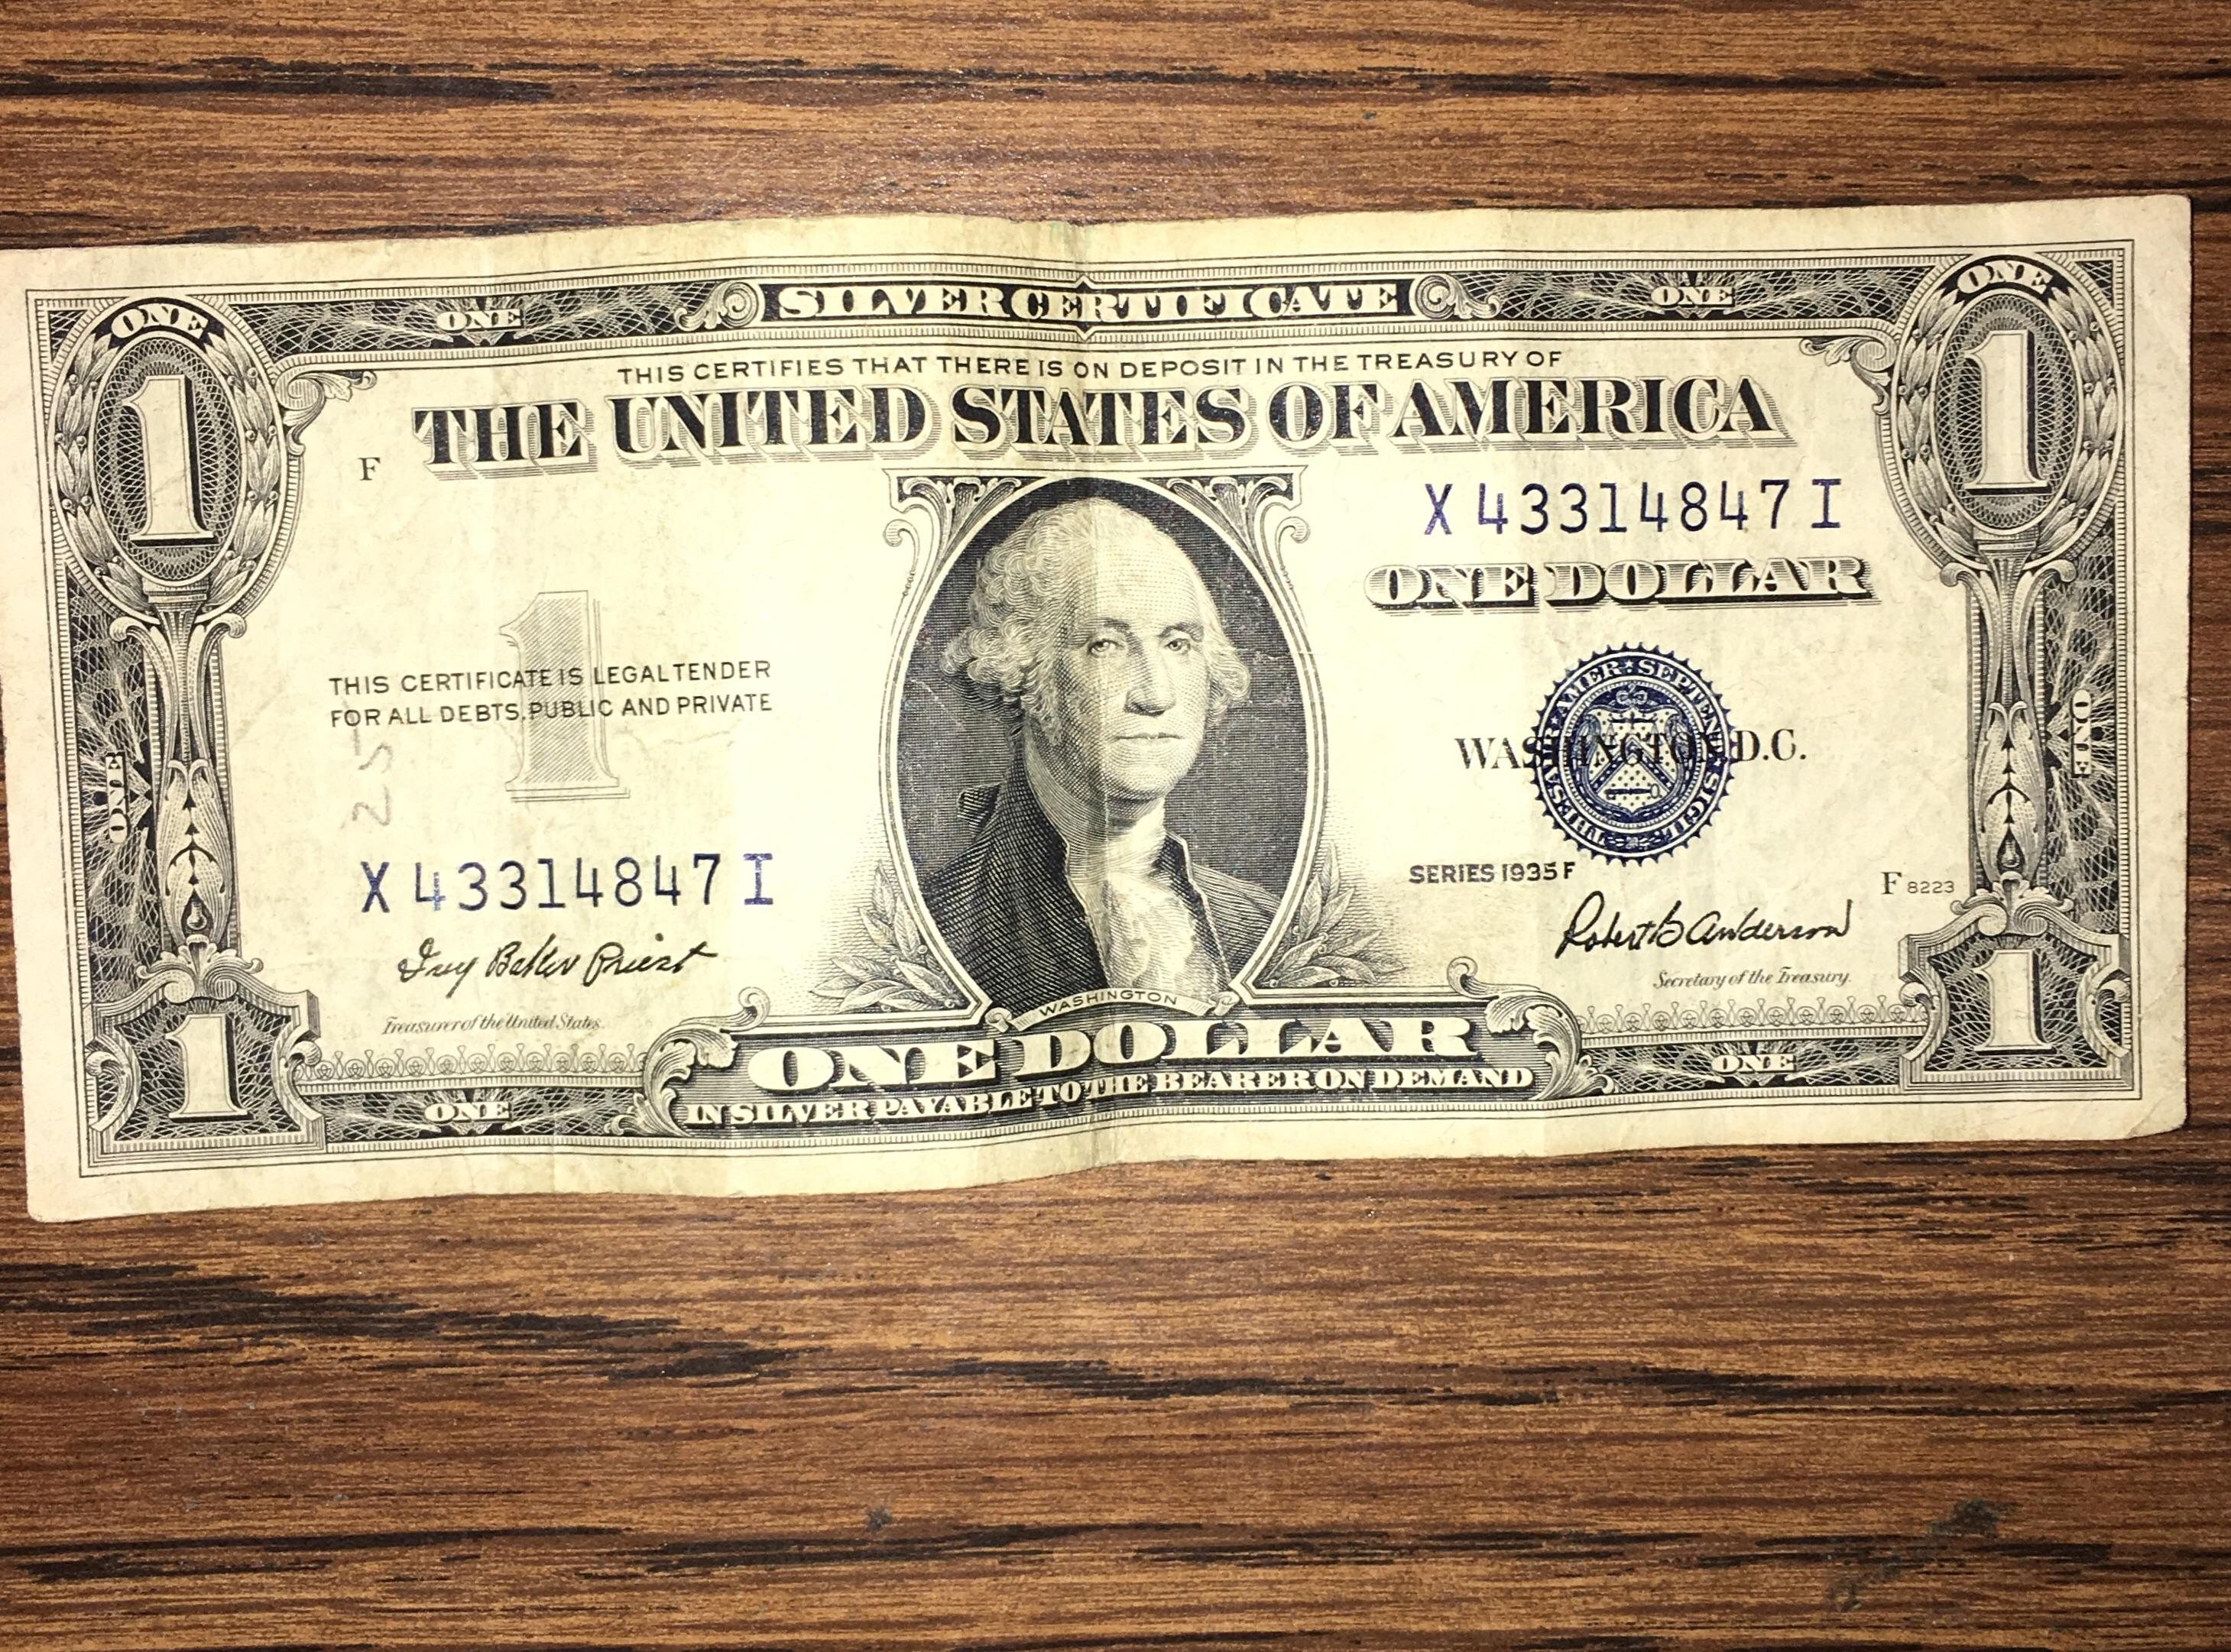 SILVER CERTIFICATE
ONE
ONE
ONE
ONE
1
1
THIS CERTIFIES THAT THERE IS ON DEPOSIT IN THE TREASURY OF
THE UNITED STATES OF AMERICA
F
X 43314847 I
ONE DOLLAR
1
THIS CERTIFICATE IS LEGAL TENDER
FOR ALL DEBTS, PUBLIC AND PRIVATE
25
WASHINGTON, D.C.
ONE
ONE
X 43314847 I
SERIES 1935 F
F 8223
Ivy Baker Priest
Treasurer of the United States.
Robert B Anderson
Secretary of the Treasury.
WASHINGTON
1
1
ONE DOLLAR
IN SILVER PAYABLE TO THE BEARER ON DEMAND
ONE
ONE